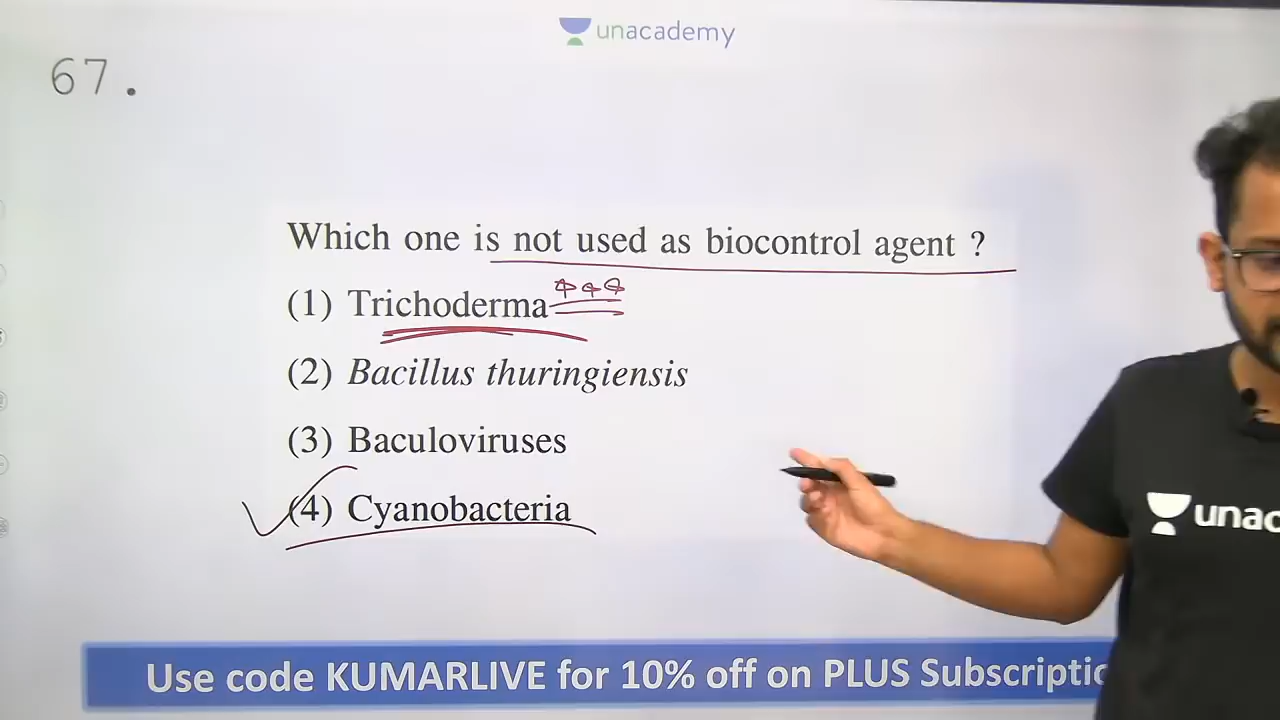 unacademy
67.
Which one is not used as biocontrol agent ?
(1) Trichoderma
(2) Bacillus thuringiensis
(3) Baculoviruses
(4) Cyanobacteria
unac
Use code KUMARLIVE for 10% off on PLUS Subscriptio